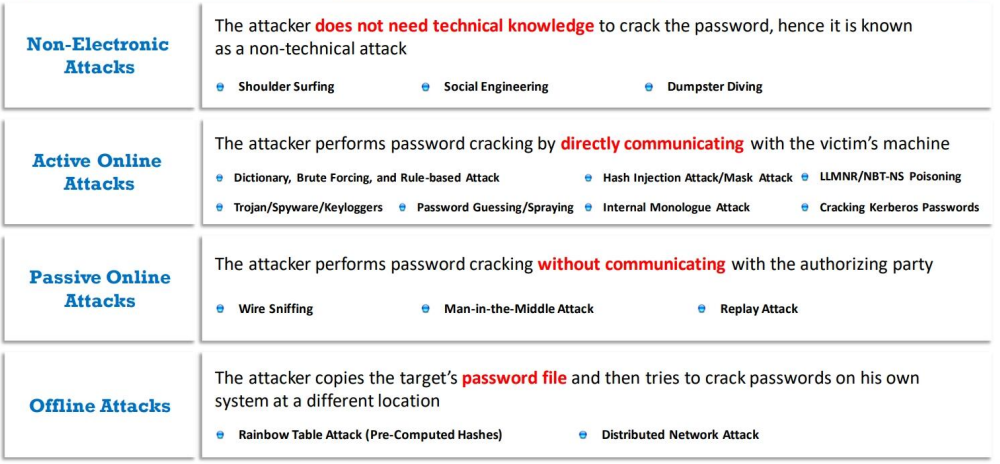 Non-Electronic
Attacks
The attacker does not need technical knowledge to crack the password, hence it is known
as a non-technical attack
Shoulder Surfing
Social Engineering
Dumpster Diving
Active Online
Attacks
The attacker performs password cracking by directly communicating with the victim’s machine
Dictionary, Brute Forcing, and Rule-based Attack
Hash Injection Attack/Mask Attack
LLMNR/NBT-NS Poisoning
Trojan/Spyware/Keyloggers
Password Guessing/Spraying
Internal Monologue Attack
Cracking Kerberos Passwords
Passive Online
Attacks
The attacker performs password cracking without communicating with the authorizing party
Wire Sniffing
Man-in-the-Middle Attack
Replay Attack
Offline Attacks
The attacker copies the target’s password file and then tries to crack passwords on his own
system at a different location
Rainbow Table Attack (Pre-Computed Hashes)
Distributed Network Attack